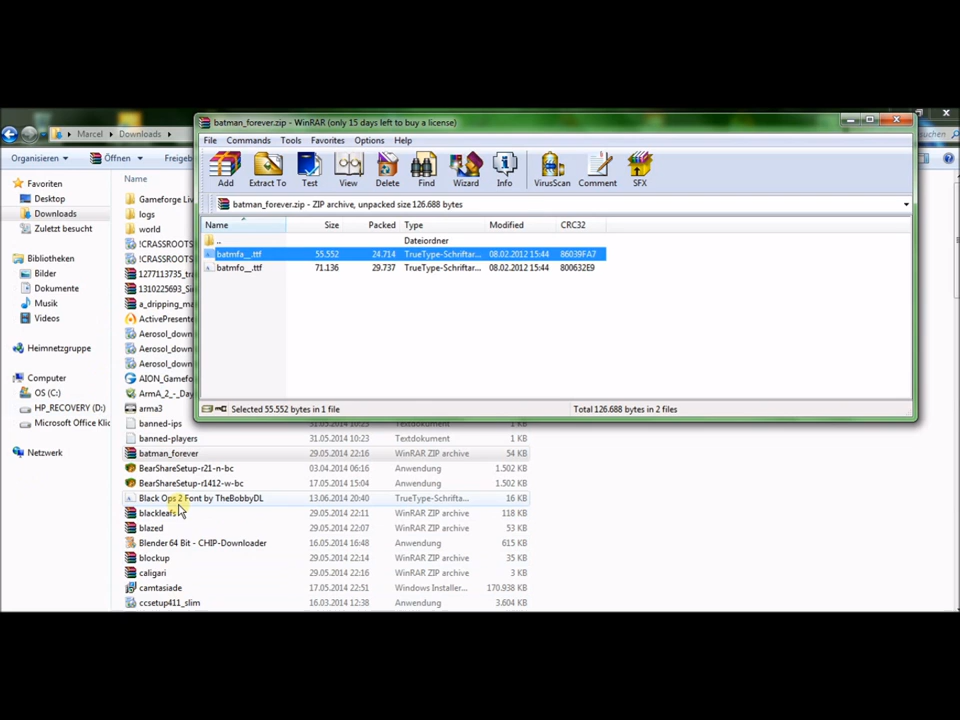 batman_forever.zip - WinRAR (only 15 days left to buy a license)
Marcel Downloads
File Commands Tools Favorites Options Help
Organisieren Öffnen Freigeb
Add Extract To Test View Delete Find Wizard Info VirusScan Comment SFX
batman_forever.zip - ZIP archive, unpacked size 126.688 bytes
Name Size Packed Type Modified CRC32
.. Dateiordner
batmfa__.ttf 55.552 24.714 TrueType-Schriftar... 08.02.2012 15:44 86039FA7
batmfo__.ttf 71.136 29.737 TrueType-Schriftar... 08.02.2012 15:44 800632E9
Selected 55.552 bytes in 1 file Total 126.688 bytes in 2 files
Favoriten
Desktop
Downloads
Zuletzt besucht
Bibliotheken
Bilder
Dokumente
Musik
Videos
Heimnetzgruppe
Computer
OS (C:)
HP_RECOVERY (D:)
Microsoft Office Klic
Netzwerk
Name
Gameforge Liv
logs
world
!CRASSROOTS
!CRASSROOTS
1277113735_tra
1310225693_Sin
a_dripping_ma
ActivePresente
Aerosol_down
Aerosol_down
Aerosol_down
AION_Gamefo
ArmA_2_-_Day
arma3
banned-ips 31.05.2014 10:23 Textdokument 1 KB
banned-players 31.05.2014 10:23 Textdokument 1 KB
batman_forever 29.05.2014 22:16 WinRAR ZIP archive 54 KB
BearShareSetup-r21-n-bc 03.04.2014 06:16 Anwendung 1.502 KB
BearShareSetup-r1412-w-bc 17.05.2014 15:04 Anwendung 1.502 KB
Black Ops 2 Font by TheBobbyDL 13.06.2014 20:40 TrueType-Schrifta... 16 KB
blackleafs 29.05.2014 22:11 WinRAR ZIP archive 118 KB
blazed 29.05.2014 22:07 WinRAR ZIP archive 53 KB
Blender 64 Bit - CHIP-Downloader 16.05.2014 16:48 Anwendung 615 KB
blockup 29.05.2014 22:14 WinRAR ZIP archive 35 KB
caligari 29.05.2014 22:11 WinRAR ZIP archive 3 KB
camtasiade 17.05.2014 22:51 Windows Installer... 170.938 KB
ccsetup411_slim 16.03.2014 12:38 Anwendung 3.604 KB